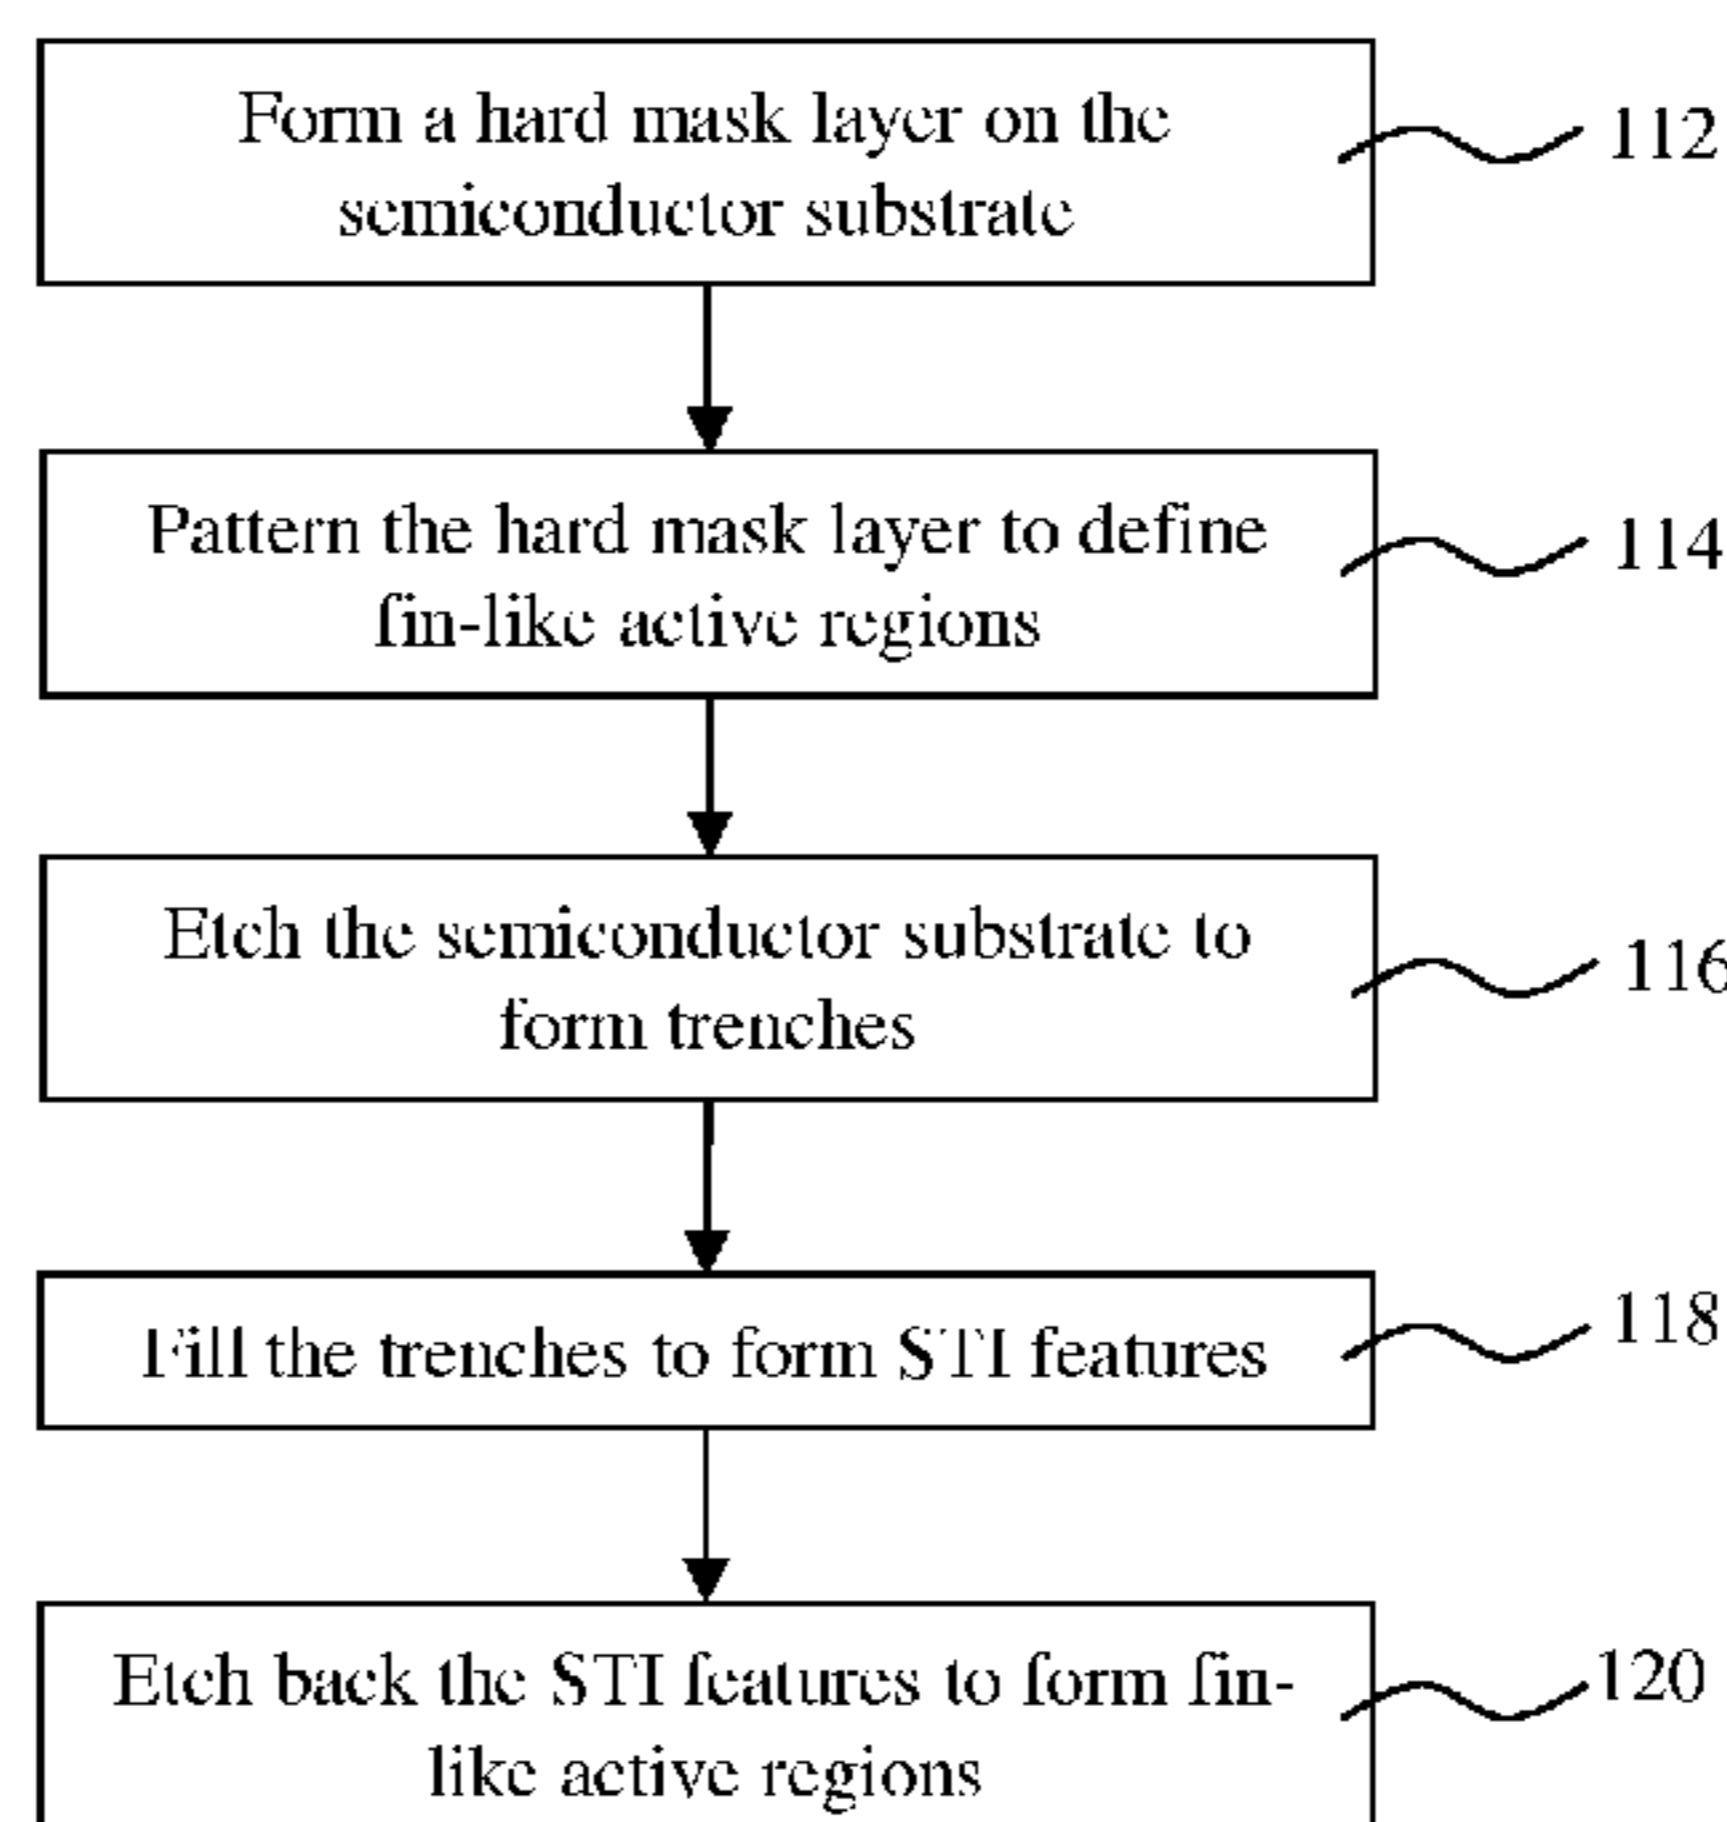 Form a hard mask layer on the
semiconductor substrate
112
Pattern the hard mask layer to define
fin-like active regions
114
Etch the semiconductor substrate to
form trenches
116
Fill the trenches to form STI features
118
Etch back the STI features to form fin-
like active regions
120